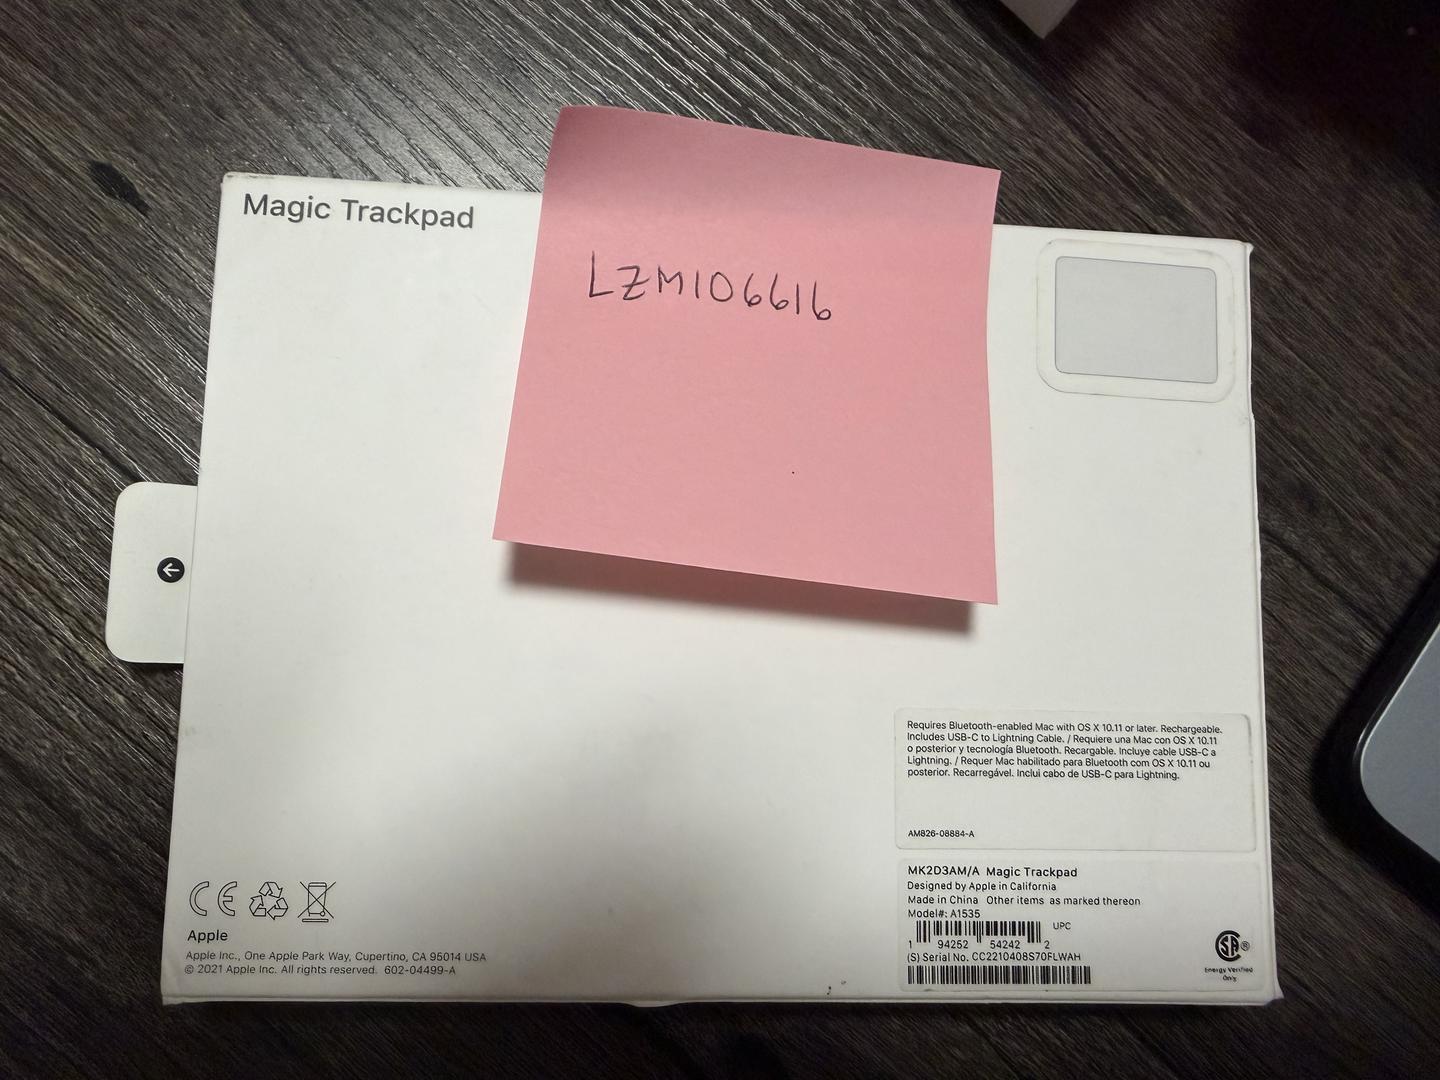 Magic Trackpad
LZM106616
Requires Bluetooth-enabled Mac with OS X 10.11 or later. Rechargeable.
Includes USB-C to Lightning Cable. / Requiere una Mac con OS X 10.11
o posterior y tecnología Bluetooth. Recargable. Incluye cable USB-C a
Lightning. / Requer Mac habilitado para Bluetooth com OS X 10.11 ou
posterior. Recarregável. Inclui cabo de USB-C para Lightning.
AM826-08884-A
MK2D3AM/A Magic Trackpad
Designed by Apple in California
Made in China Other items as marked thereon
Model#: A1535
UPC
1 94252 54242 2
(S) Serial No. CC2210408S70FLWAH
SA®
Energy Verified
Only
CE
Apple
Apple Inc., One Apple Park Way, Cupertino, CA 95014 USA
© 2021 Apple Inc. All rights reserved. 602-04499-A